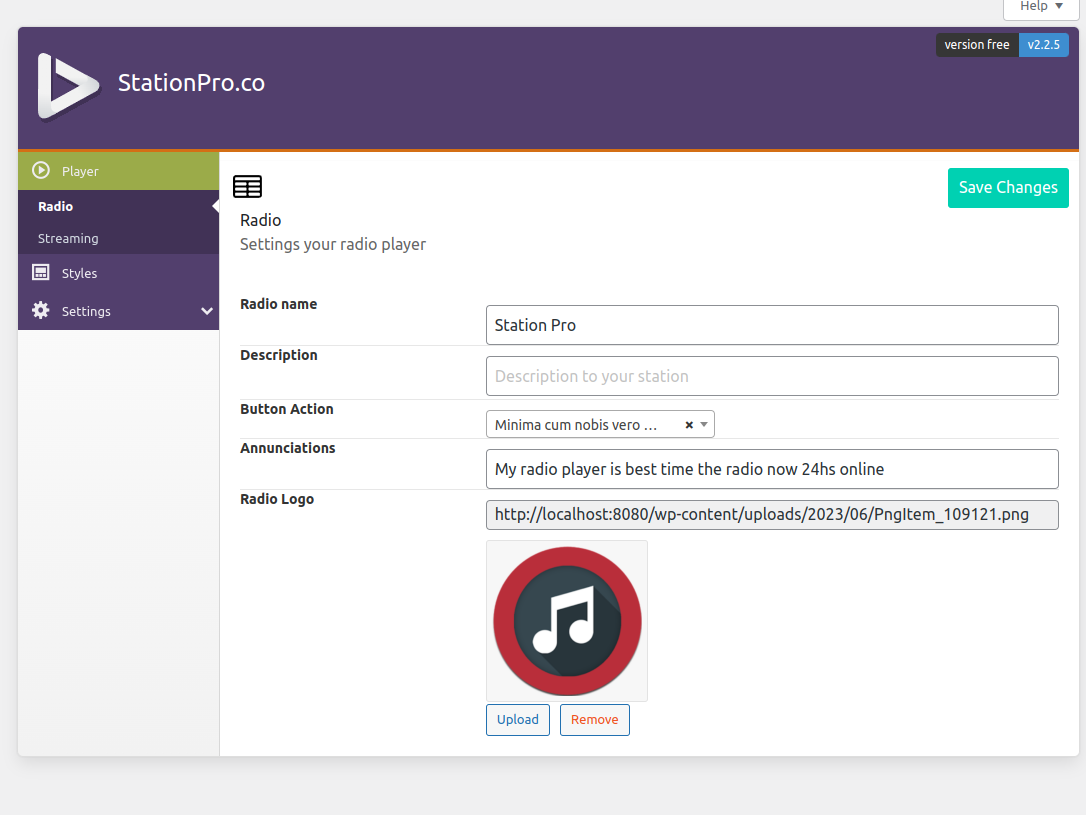 Help
version free v2.2.5
StationPro.co
Player
Radio
Streaming
Styles
Settings
Save Changes
Radio
Settings your radio player
Radio name
Station Pro
Description
Description to your station
Button Action
Minima cum nobis vero ...
Annunciations
My radio player is best time the radio now 24hs online
Radio Logo
http://localhost:8080/wp-content/uploads/2023/06/PngItem_109121.png
Upload Remove